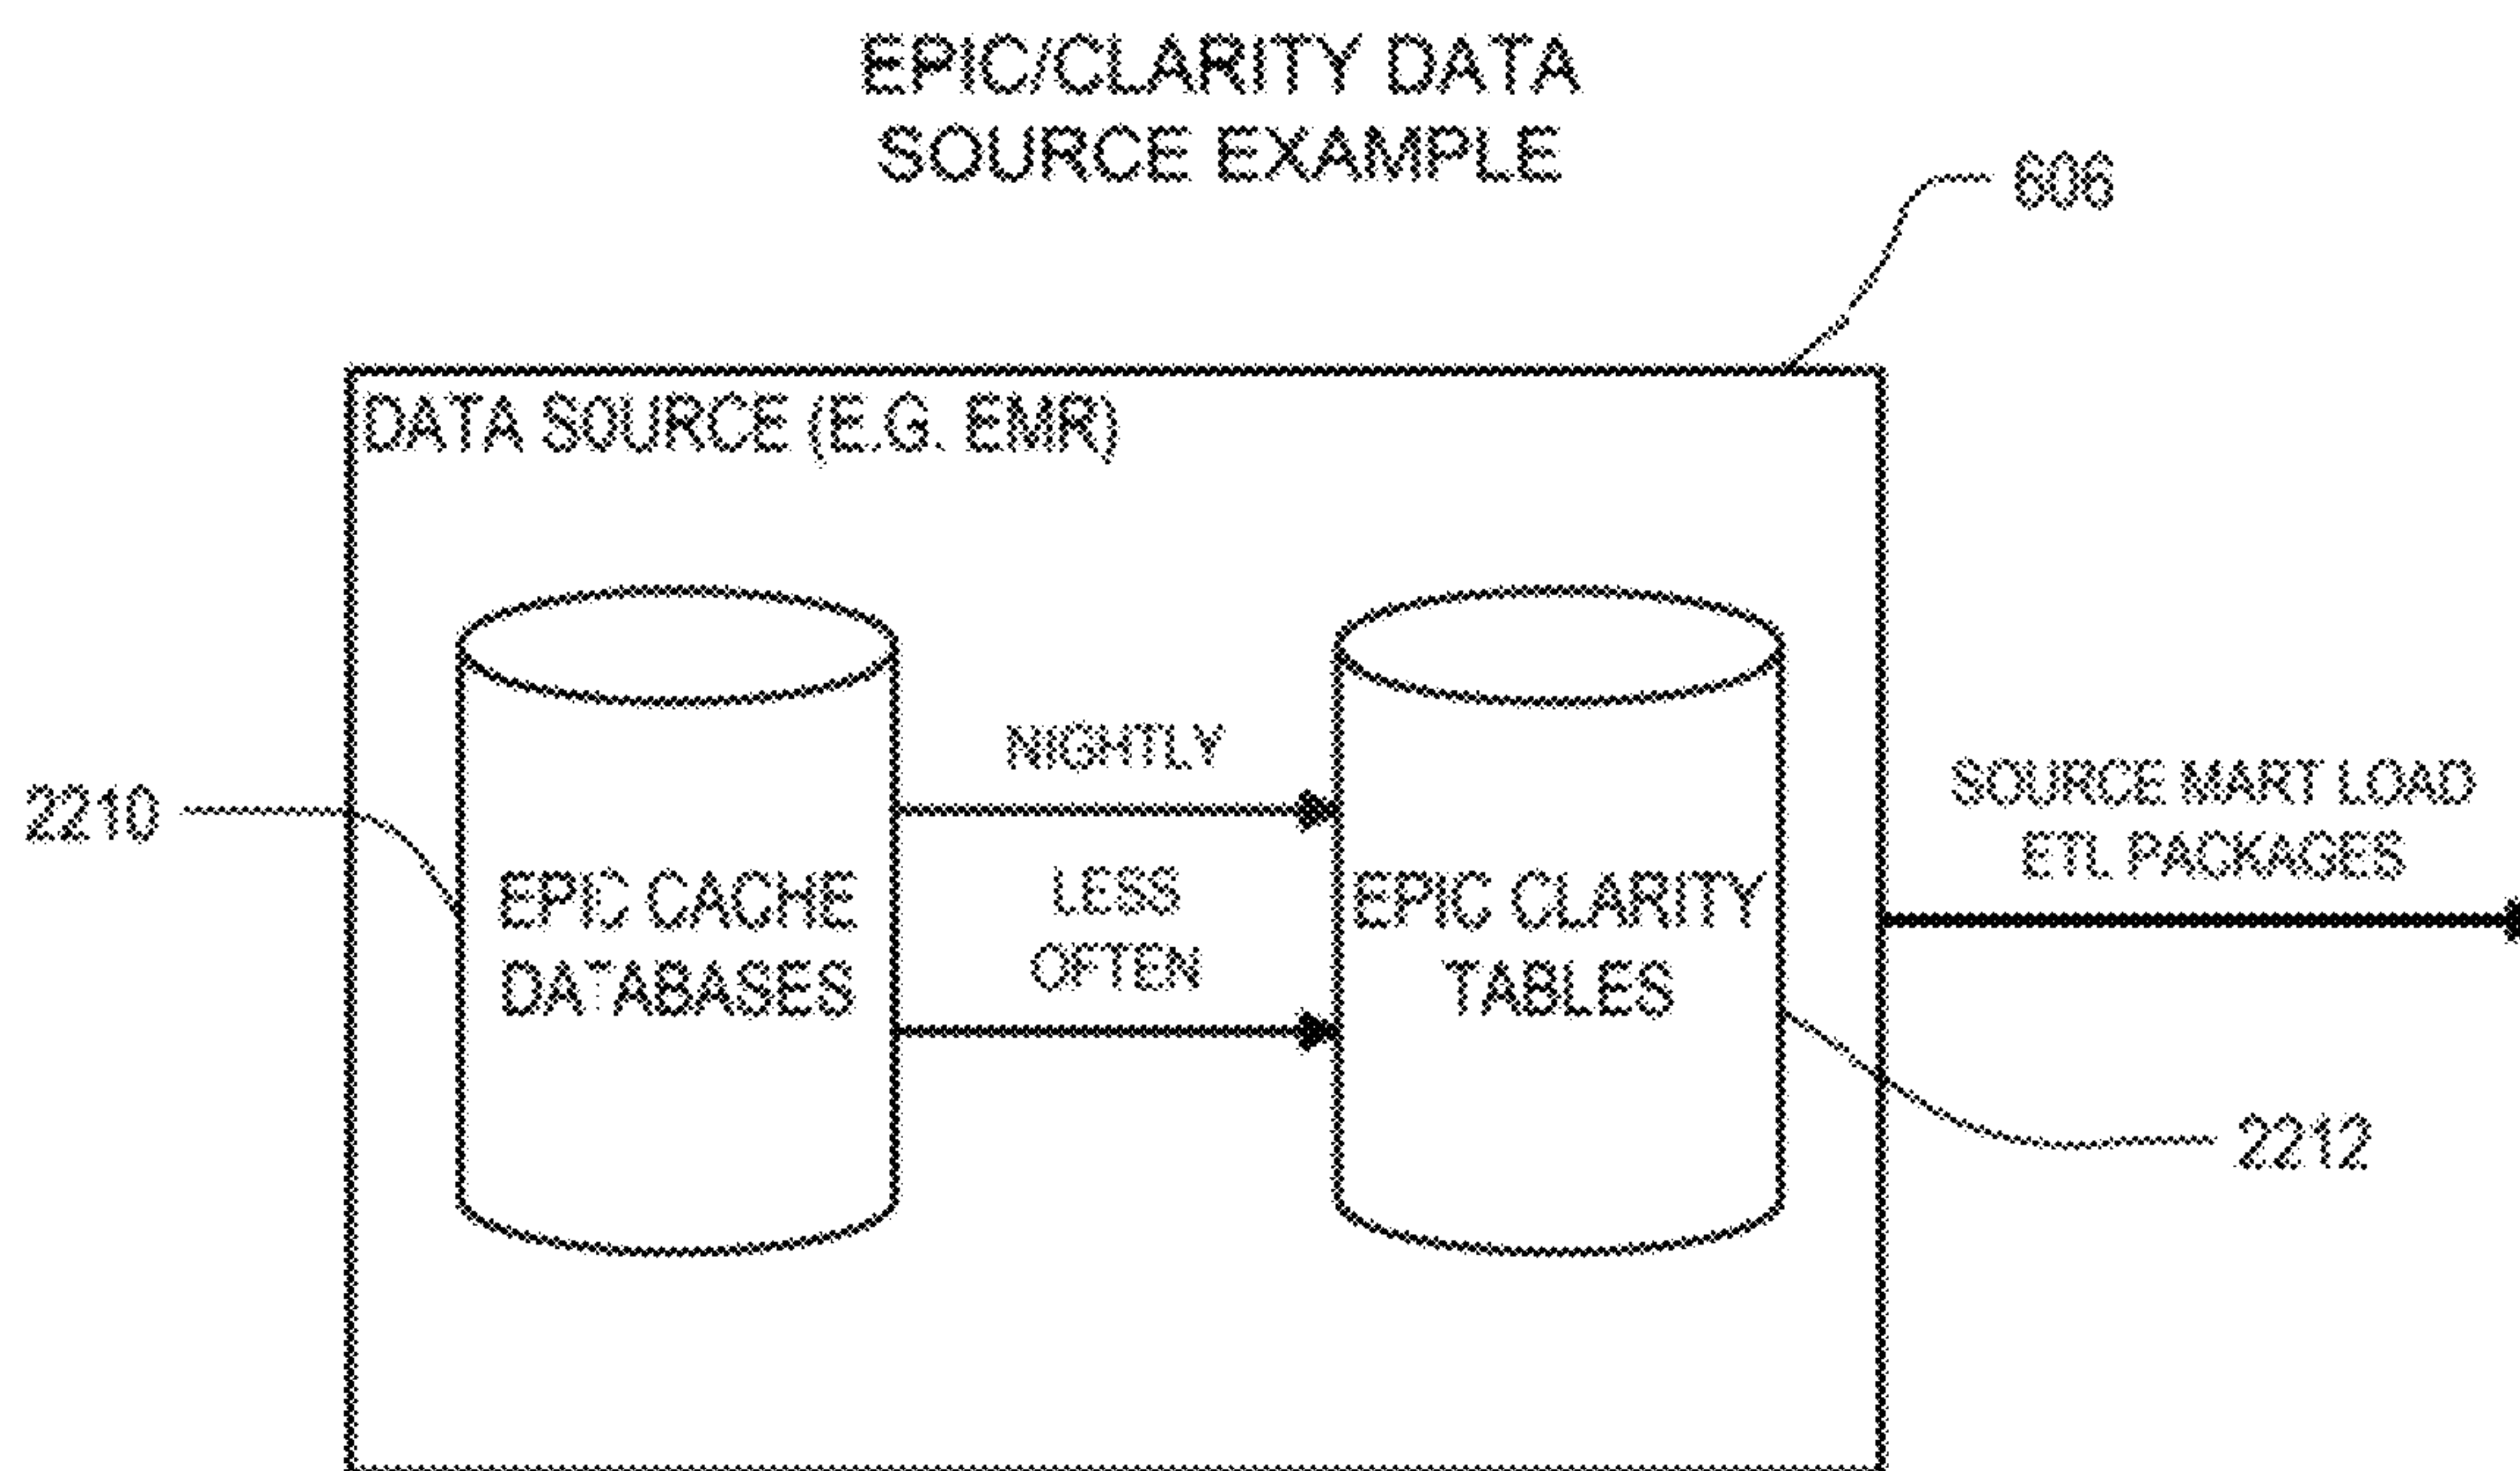 EPIC/CLARITY DATA
SOURCE EXAMPLE
606
DATA SOURCE (E.G. EMR)
NIGHTLY
SOURCE MART LOAD
ETL PACKAGES
2210
LESS
OFTEN
EPIC CACHE
DATABASES
EPIC CLARITY
TABLES
2212